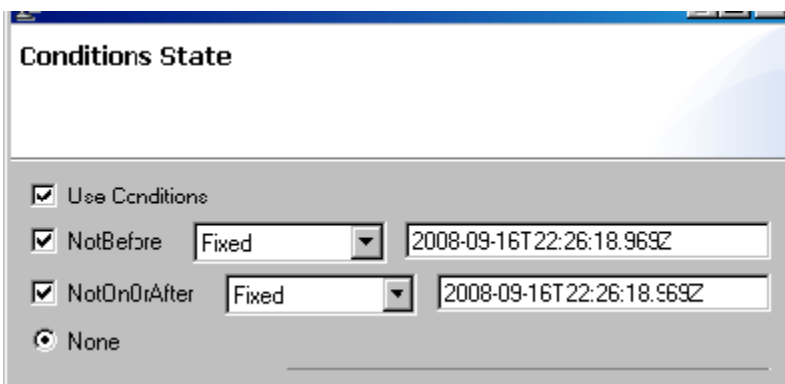 Conditions State
Use Conditions
NotBefore Fixed 2008-09-16T22:26:18.969Z
NotOnOrAfter Fixed 2008-09-16T22:26:18.969Z
None